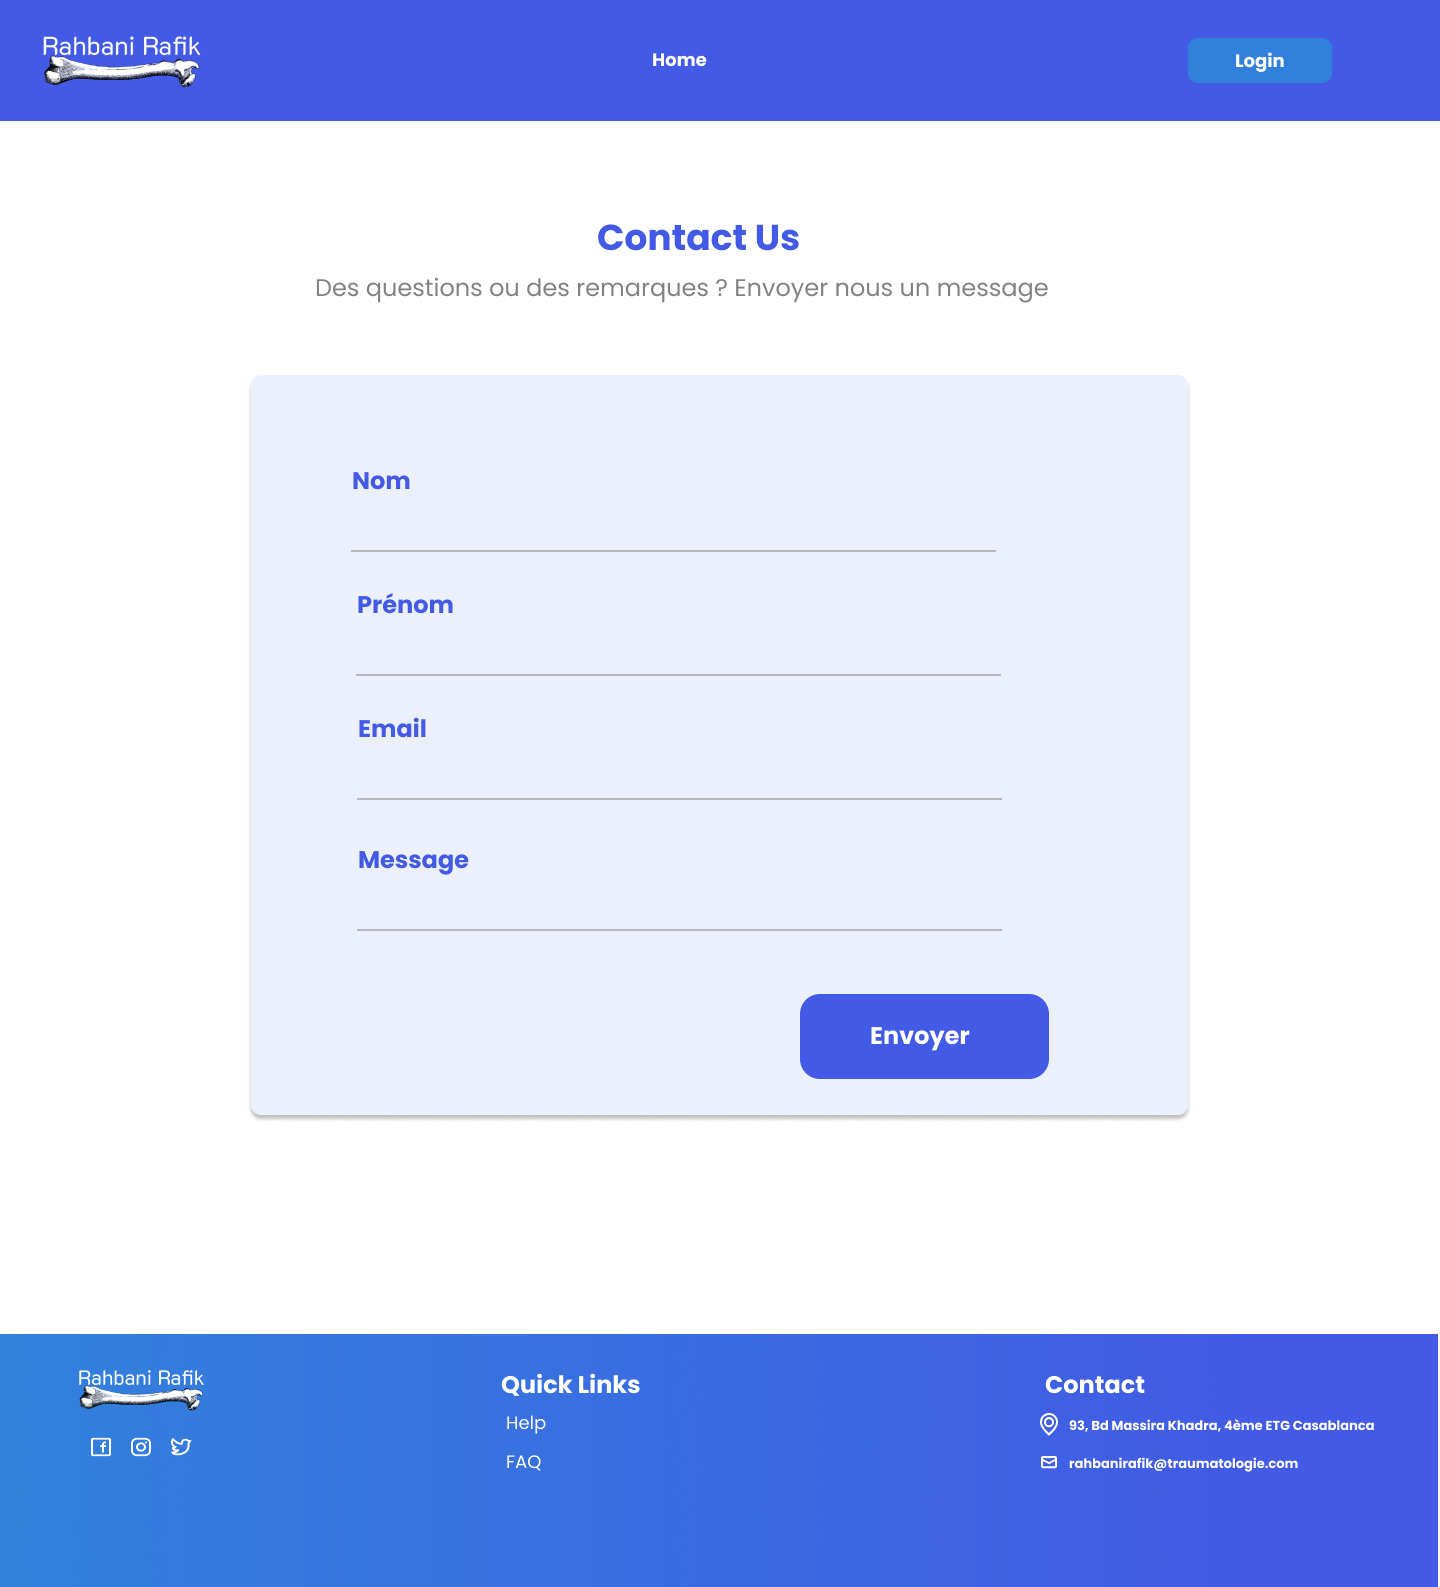 Rahbani Rafik
Home
Login
Contact Us
Des questions ou des remarques ? Envoyer nous un message
Nom
Prénom
Email
Message
Envoyer
Rahbani Rafik
Quick Links
Help
FAQ
Contact
93, Bd Massira Khadra, 4ème ETG Casablanca
rahbanirafik@traumatologie.com